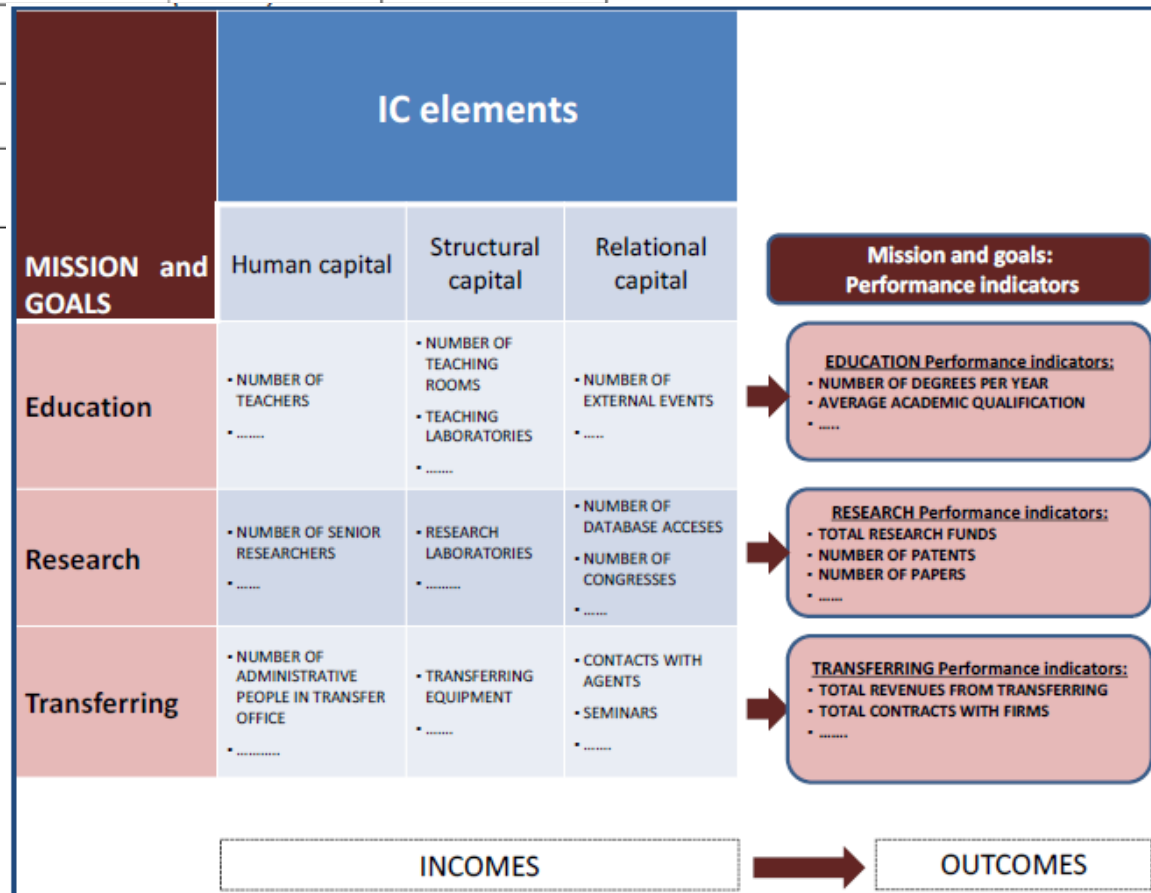 IC elements
MISSION and
GOALS
Human capital
Structural
capital
Relational
capital
Mission and goals:
Performance indicators
Education
▪ NUMBER OF
TEACHERS
▪ .......
▪ NUMBER OF
TEACHING
ROOMS
▪ TEACHING
LABORATORIES
▪ .......
▪ NUMBER OF
EXTERNAL EVENTS
▪ .....
EDUCATION Performance indicators:
• NUMBER OF DEGREES PER YEAR
• AVERAGE ACADEMIC QUALIFICATION
• .....
Research
▪ NUMBER OF SENIOR
RESEARCHERS
▪ ......
▪ RESEARCH
LABORATORIES
▪ .........
▪ NUMBER OF
DATABASE ACCESES
▪ NUMBER OF
CONGRESSES
▪ ......
RESEARCH Performance indicators:
• TOTAL RESEARCH FUNDS
• NUMBER OF PATENTS
• NUMBER OF PAPERS
• ......
Transferring
▪ NUMBER OF
ADMINISTRATIVE
PEOPLE IN TRANSFER
OFFICE
▪ ...........
▪ TRANSFERRING
EQUIPMENT
▪ .......
▪ CONTACTS WITH
AGENTS
▪ SEMINARS
▪ .......
TRANSFERRING Performance indicators:
• TOTAL REVENUES FROM TRANSFERRING
• TOTAL CONTRACTS WITH FIRMS
• .......
INCOMES
OUTCOMES